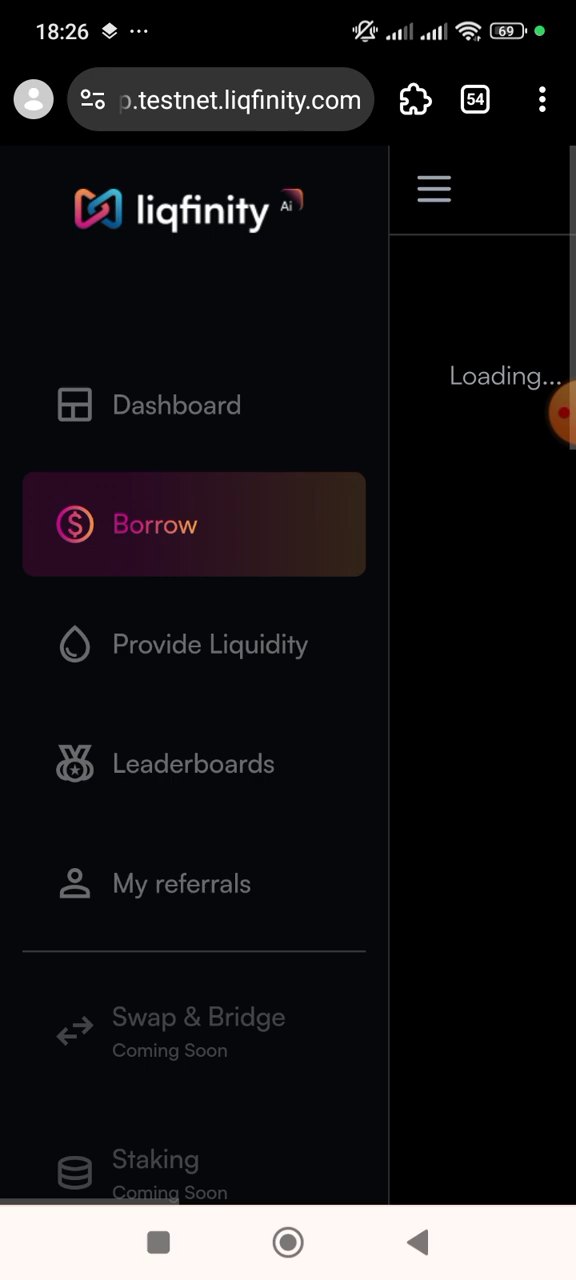 18:26
69
p.testnet.liqfinity.com
54
liqfinity Ai
Loading...
Dashboard
Borrow
Provide Liquidity
Leaderboards
My referrals
Swap & Bridge
Coming Soon
Staking
Coming Soon